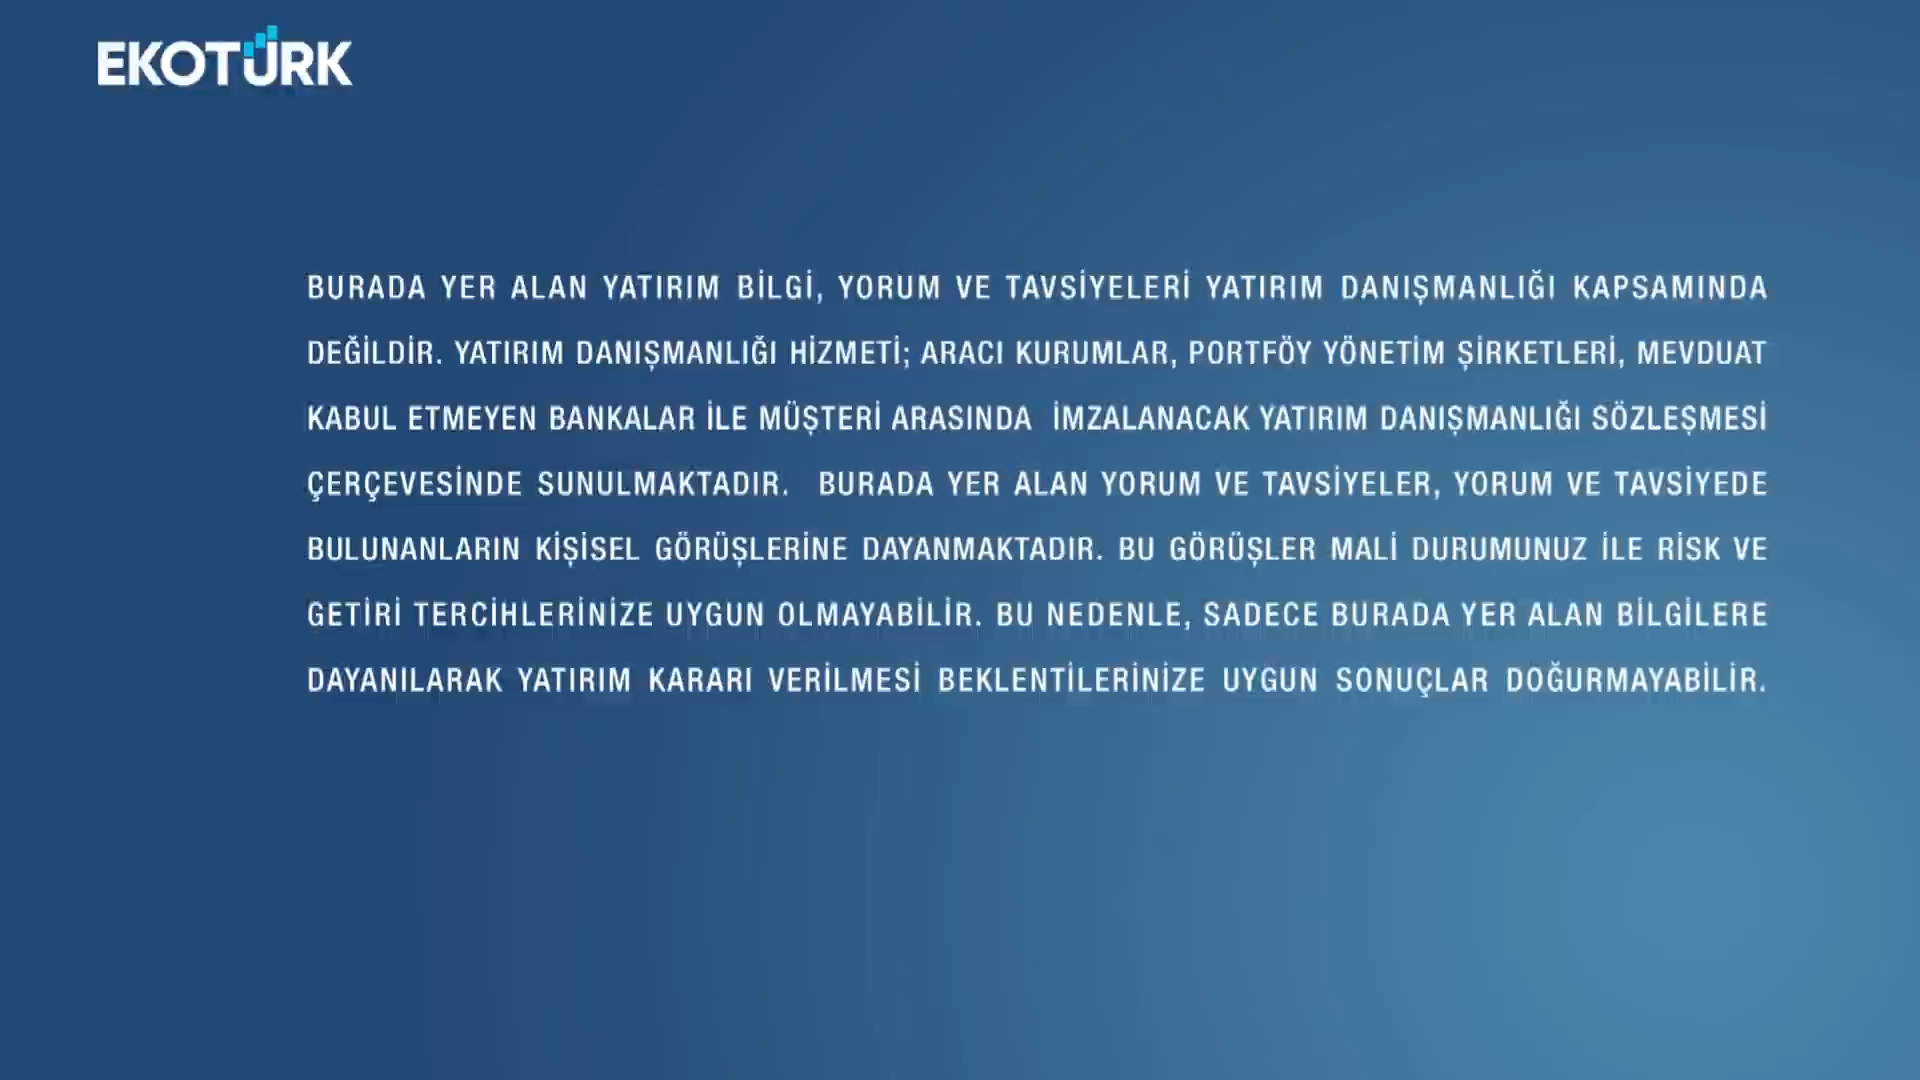 EKOTÜRK
BURADA YER ALAN YATIRIM BİLGİ, YORUM VE TAVSİYELERİ YATIRIM DANIŞMANLIĞI KAPSAMINDA
DEĞİLDİR. YATIRIM DANIŞMANLIĞI HİZMETİ; ARACI KURUMLAR, PORTFÖY YÖNETİM ŞİRKETLERİ, MEVDUAT
KABUL ETMEYEN BANKALAR İLE MÜŞTERİ ARASINDA  İMZALANACAK YATIRIM DANIŞMANLIĞI SÖZLEŞMESİ
ÇERÇEVESİNDE SUNULMAKTADIR.  BURADA YER ALAN YORUM VE TAVSİYELER, YORUM VE TAVSİYEDE
BULUNANLARIN KİŞİSEL GÖRÜŞLERİNE DAYANMAKTADIR. BU GÖRÜŞLER MALİ DURUMUNUZ İLE RİSK VE
GETİRİ TERCİHLERİNİZE UYGUN OLMAYABİLİR. BU NEDENLE, SADECE BURADA YER ALAN BİLGİLERE
DAYANILARAK YATIRIM KARARI VERİLMESİ BEKLENTİLERİNİZE UYGUN SONUÇLAR DOĞURMAYABİLİR.